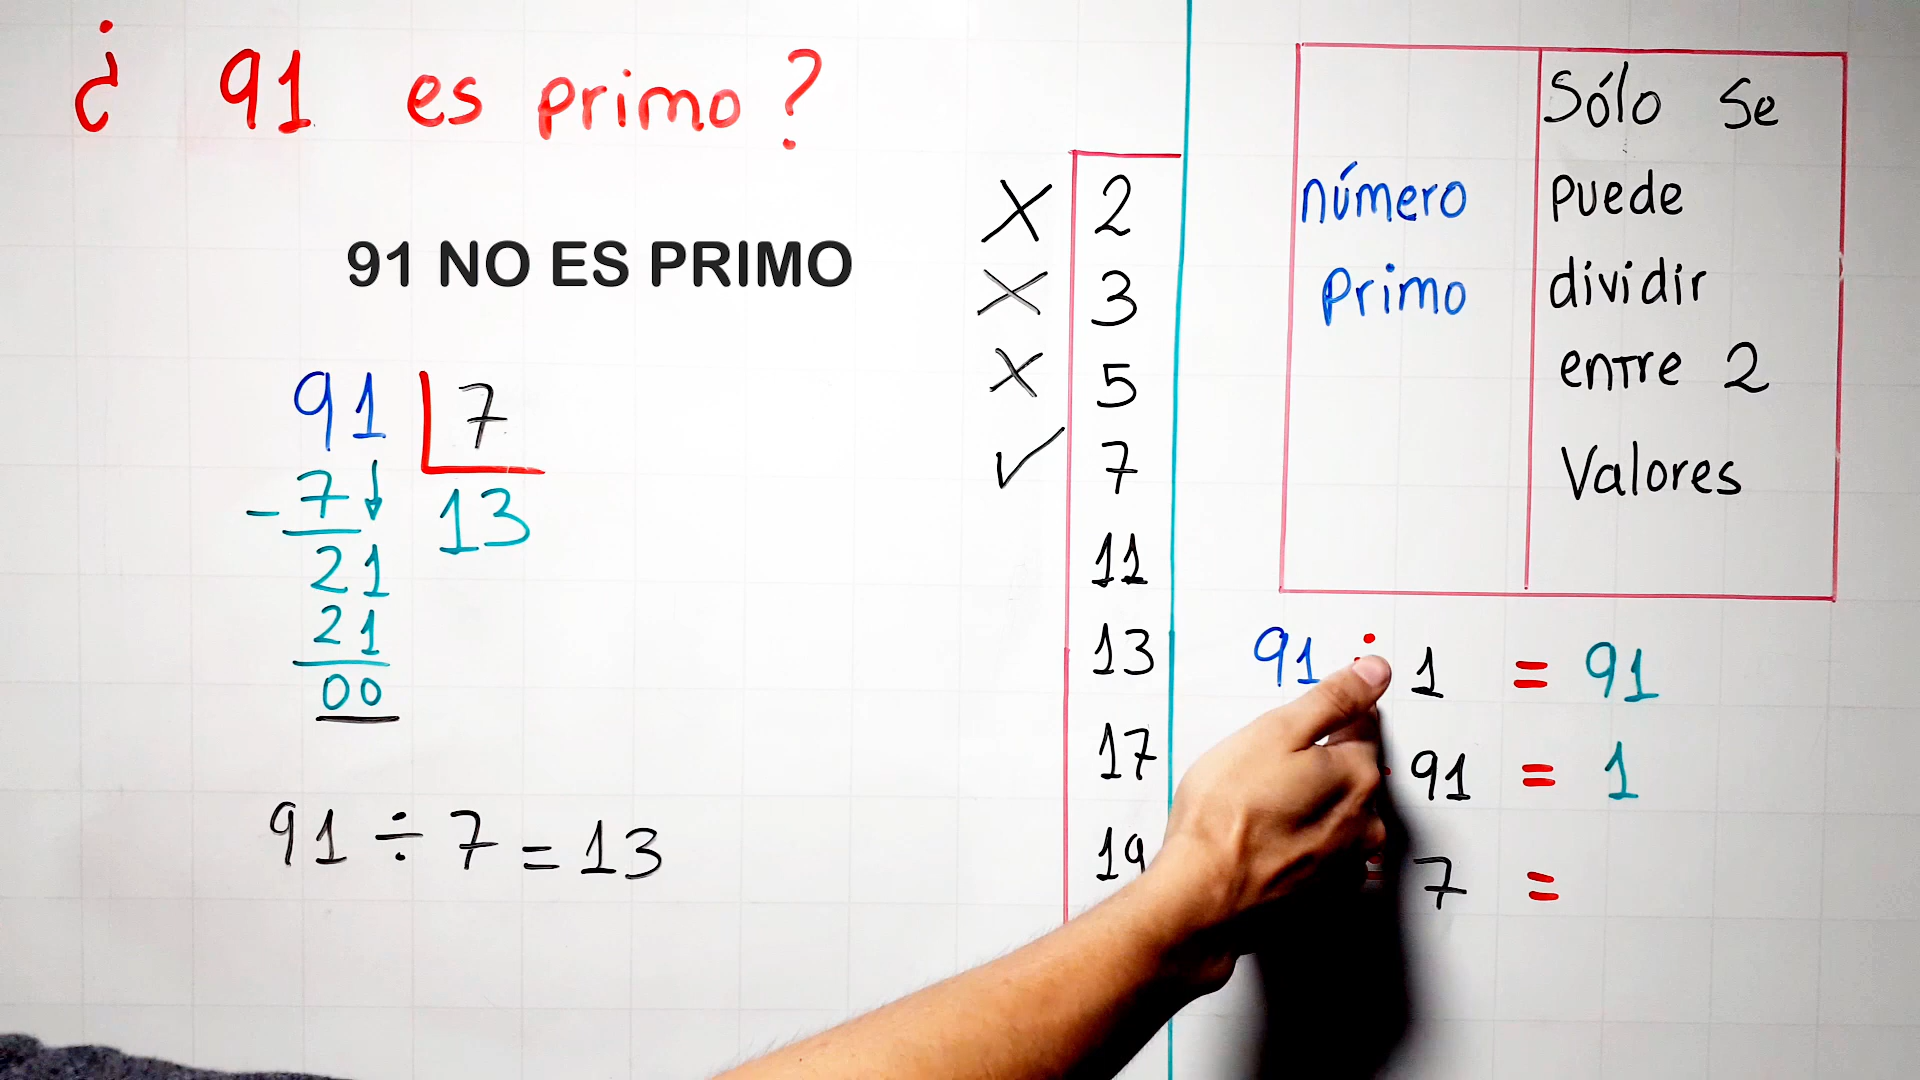 ¿ 91 es primo?
91 NO ES PRIMO
91 7
- 7 13
21
21
00
91 ÷ 7 = 13
2
3
5
7
11
13
17
19
número
primo
Sólo se
puede
dividir
entre 2
Valores
91 1 = 91
91 = 1
7 =